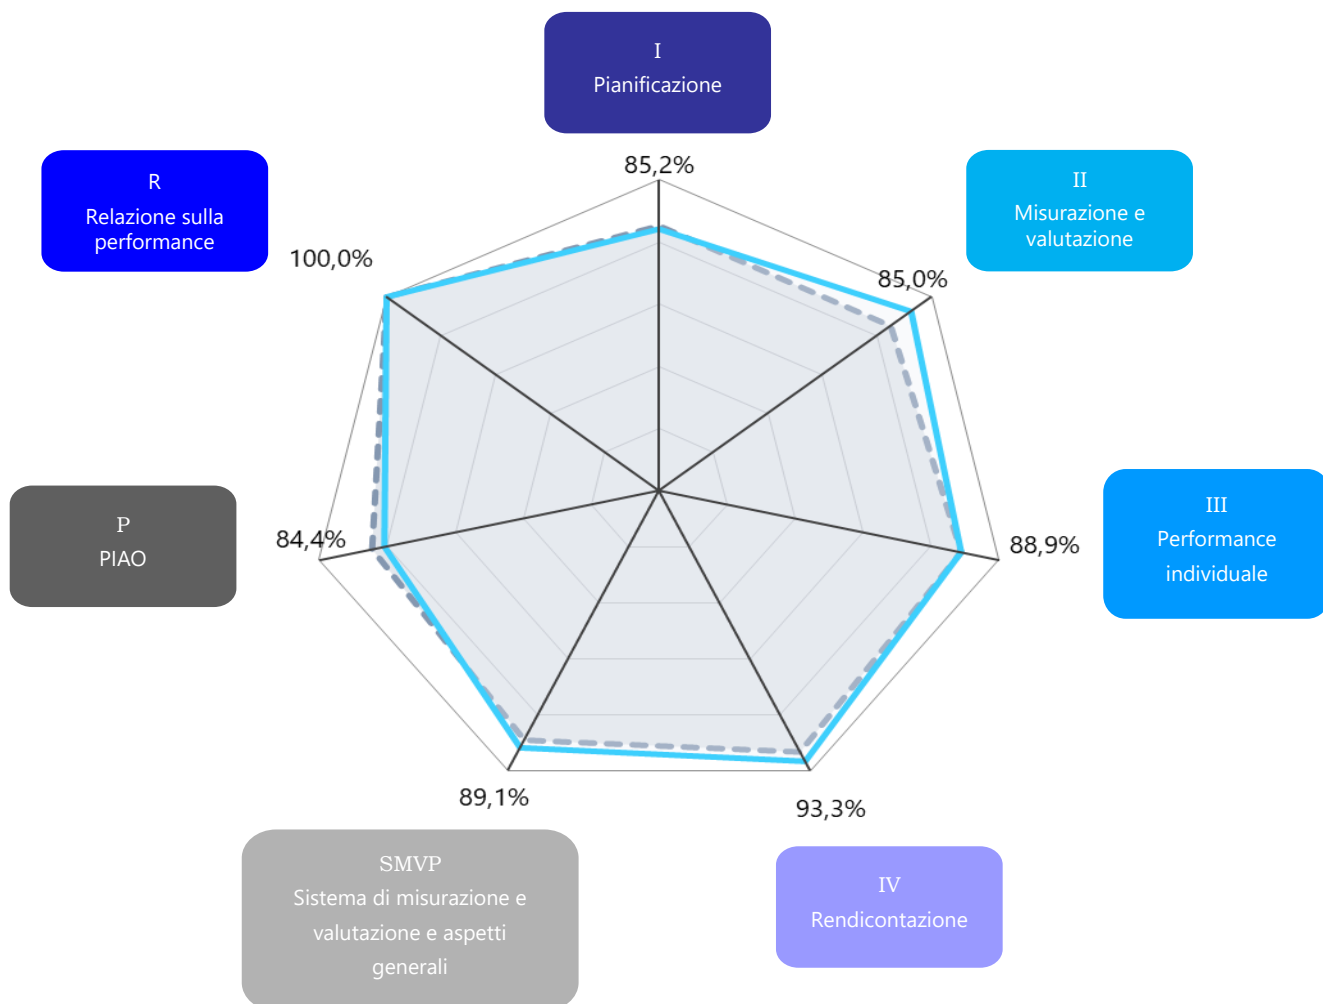 I
Pianificazione
85,2%
II
Misurazione e
valutazione
85,0%
III
Performance
individuale
88,9%
IV
Rendicontazione
93,3%
SMVP
Sistema di misurazione e
valutazione e aspetti
generali
89,1%
P
PIAO
84,4%
R
Relazione sulla
performance
100,0%